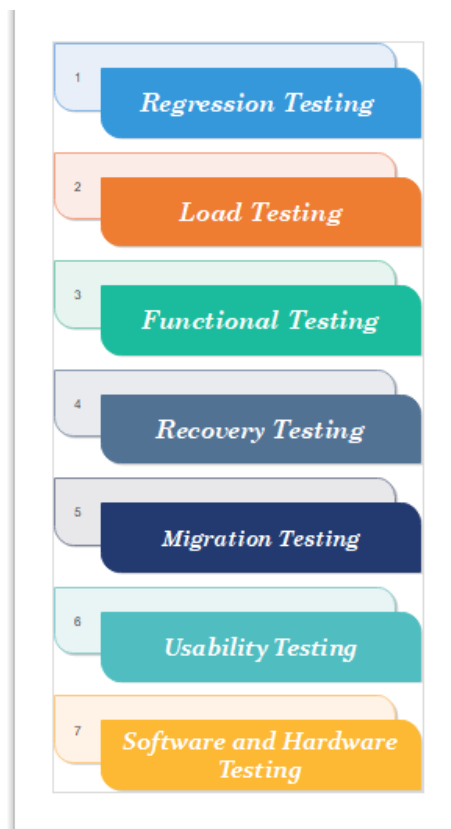 1
Regression Testing
2
Load Testing
3
Functional Testing
4
Recovery Testing
5
Migration Testing
6
Usability Testing
7
Software and Hardware
Testing